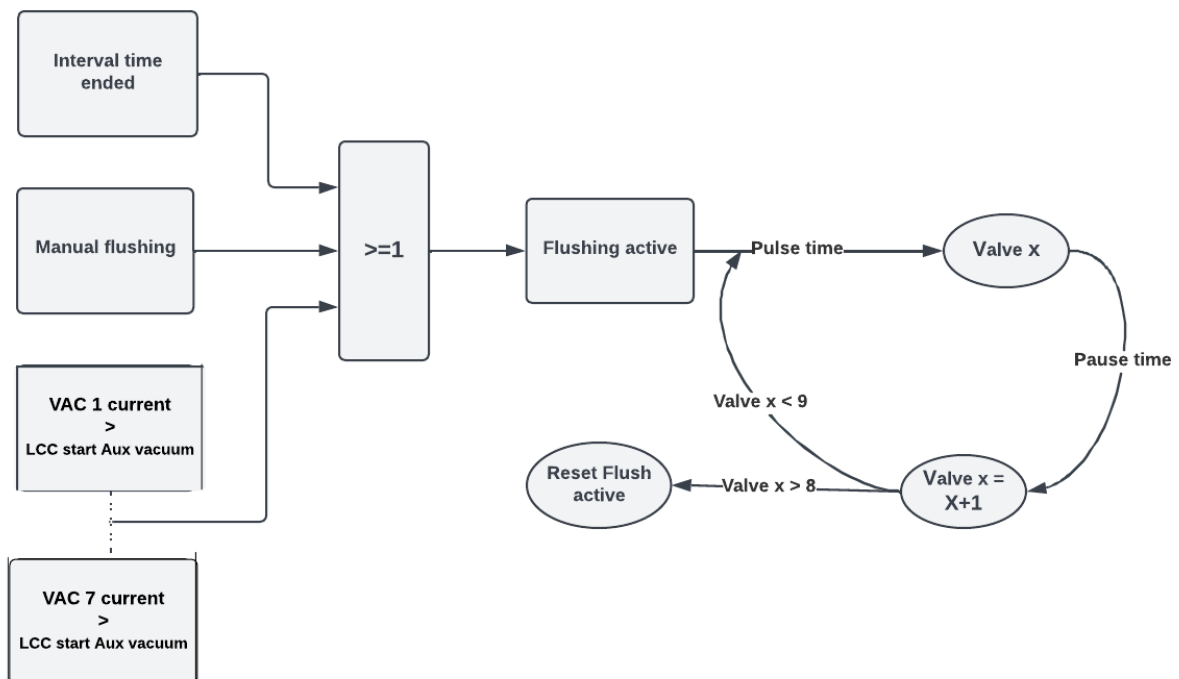 Interval time
ended
Manual flushing
VAC 1 current
>
LCC start Aux vacuum
VAC 7 current
>
LCC start Aux vacuum
>=1
Flushing active
Pulse time
Valve x
Pause time
Valve x =
X+1
Valve x < 9
Valve x > 8
Reset Flush
active